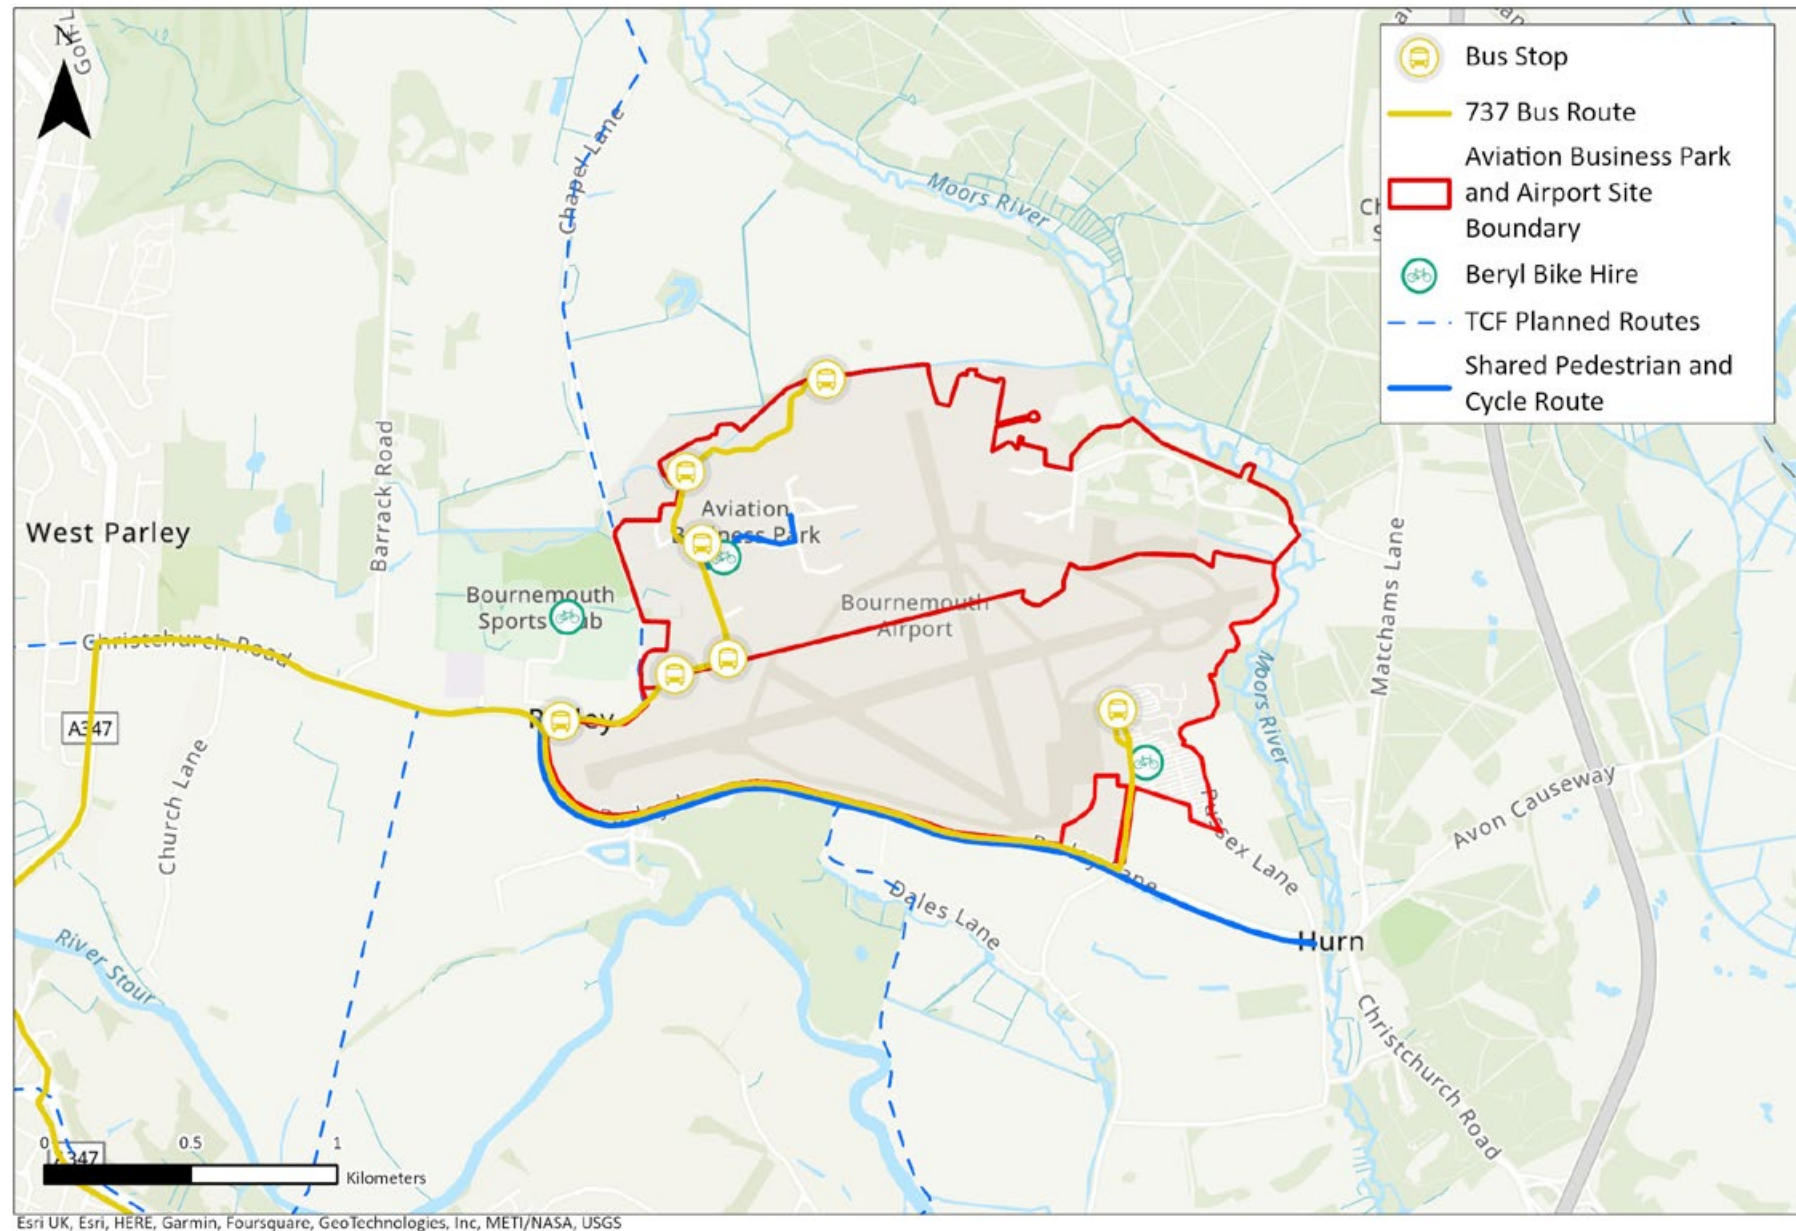 N
Bus Stop
737 Bus Route
Aviation Business Park
and Airport Site
Boundary
Beryl Bike Hire
TCF Planned Routes
Shared Pedestrian and
Cycle Route
Chapel Lane
Moors River
Barrack Road
West Parley
Aviation
Park
Bournemouth
Sports
Bournemouth
Airport
Matchams Lane
Christchurch Road
A347
Church Lane
Moors River
Avon Causeway
Dales Lane
Hurn
River Stour
Christchurch Road
0 0.5 1
Kilometers
Esri UK, Esri, HERE, Garmin, Foursquare, GeoTechnologies, Inc, METI/NASA, USGS